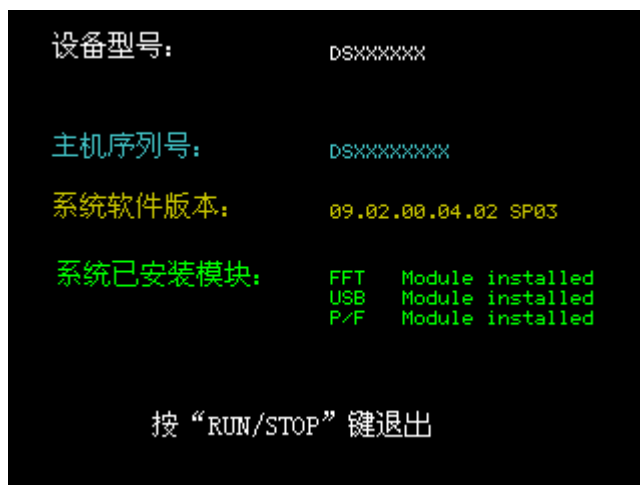 设备型号： DSXXXXXX
主机序列号： DSXXXXXXXX
系统软件版本： 09.02.00.04.02 SP03
系统已安装模块： FFT Module installed
USB Module installed
P/F Module installed
按“RUN/STOP”键退出